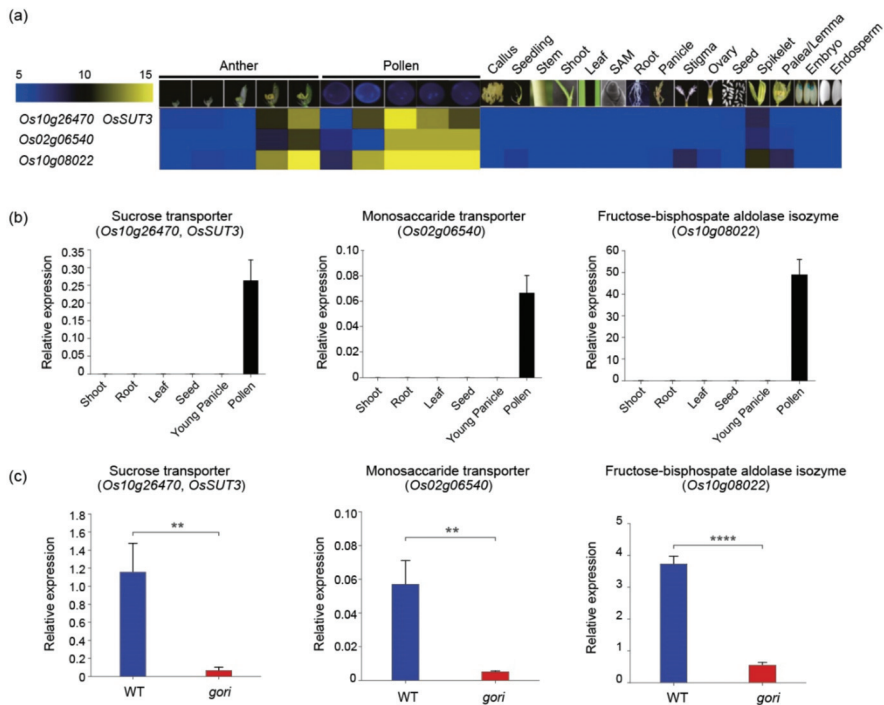 (a)
5 10 15
Anther Pollen
Callus Seedling Stem Shoot Leaf SAM Root Panicle Stigma Ovary Seed Spikelet Palea/Lemma Embryo Endosperm
Os10g26470 OsSUT3
Os02g06540
Os10g08022
(b)
Sucrose transporter
(Os10g26470, OsSUT3)
Relative expression
0.35
0.30
0.25
0.20
0.15
0.10
0.05
0
Shoot Root Leaf Seed Young Panicle Pollen
Monosaccaride transporter
(Os02g06540)
Relative expression
0.10
0.08
0.06
0.04
0.02
0.00
0
Shoot Root Leaf Seed Young Panicle Pollen
Fructose-bisphospate aldolase isozyme
(Os10g08022)
Relative expression
60
50
40
30
20
10
0
Shoot Root Leaf Seed Young Panicle Pollen
(c)
Sucrose transporter
(Os10g26470, OsSUT3)
Relative expression
1.8
1.6
1.4
1.2
1.0
0.8
0.6
0.4
0.2
0
**
WT gori
Monosaccaride transporter
(Os02g06540)
Relative expression
0.10
0.08
0.06
0.04
0.02
0
**
WT gori
Fructose-bisphospate aldolase isozyme
(Os10g08022)
Relative expression
5
4
3
2
1
0
****
WT gori